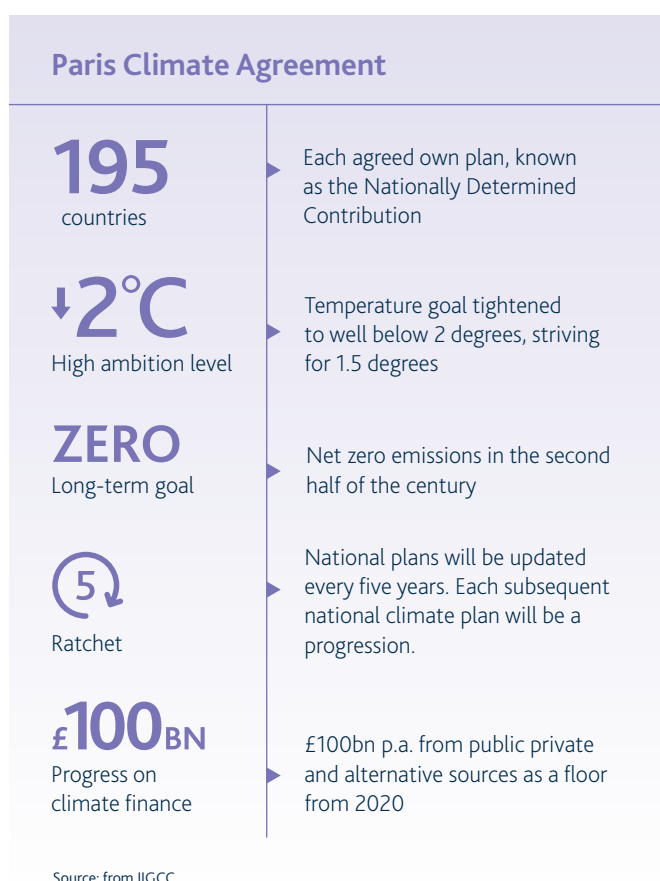 Paris Climate Agreement
195
countries
Each agreed own plan, known
as the Nationally Determined
Contribution
2°C
High ambition level
Temperature goal tightened
to well below 2 degrees, striving
for 1.5 degrees
ZERO
Long-term goal
Net zero emissions in the second
half of the century
5
Ratchet
National plans will be updated
every five years. Each subsequent
national climate plan will be a
progression.
£100BN
Progress on
climate finance
£100bn p.a. from public private
and alternative sources as a floor
from 2020
Source: from IIGCC